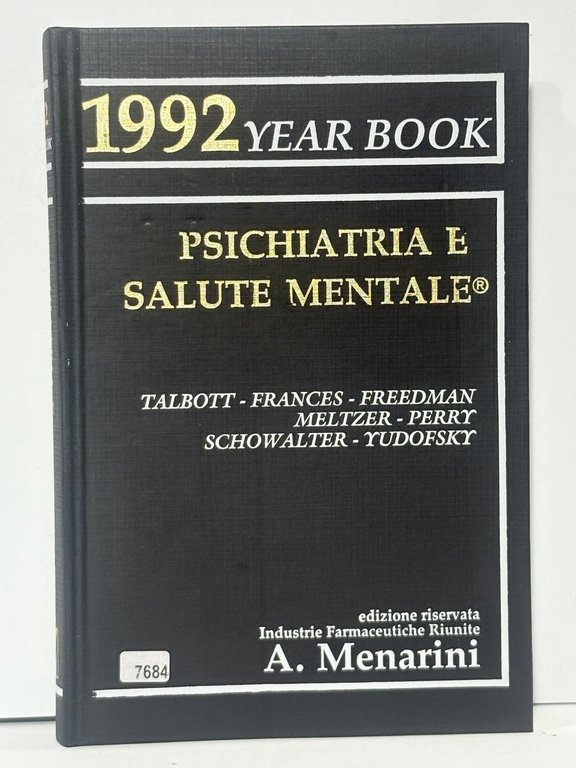 1992 YEAR BOOK
PSICHIATRIA E
SALUTE MENTALE®
TALBOTT - FRANCES - FREEDMAN
MELTZER - PERRY
SCHOWALTER - YUDOFSKY
edizione riservata
Industrie Farmaceutiche Riunite
A. Menarini
7684